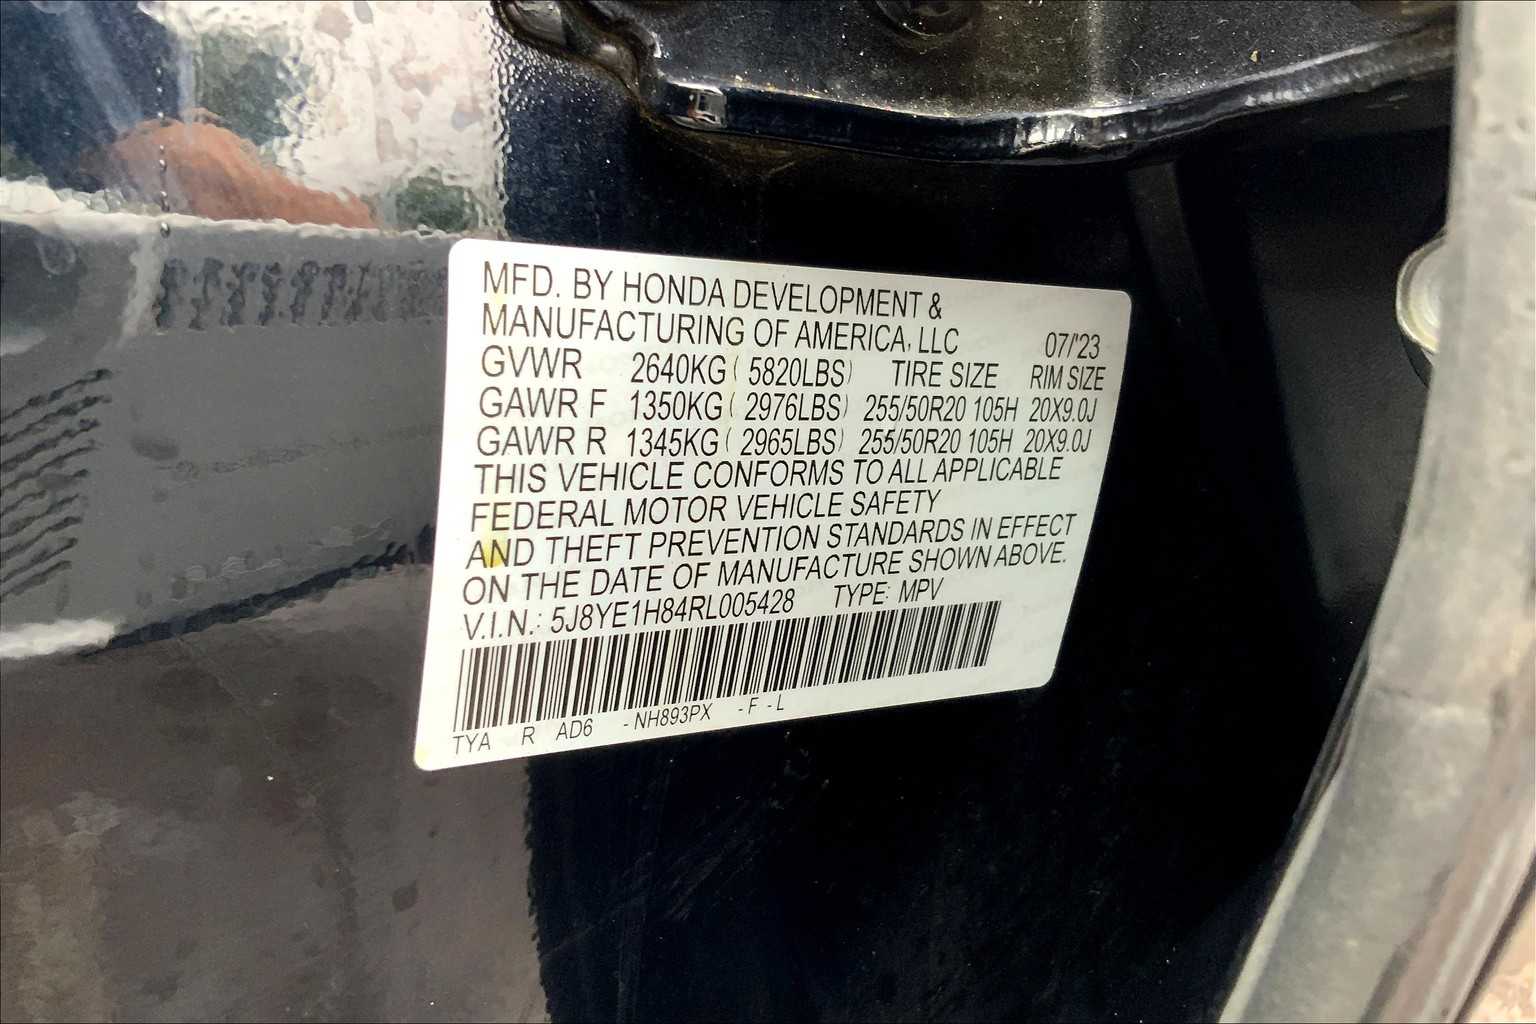 MFD. BY HONDA DEVELOPMENT &
MANUFACTURING OF AMERICA, LLC 07/'23
GVWR 2640KG ( 5820LBS) TIRE SIZE RIM SIZE
GAWR F 1350KG ( 2976LBS) 255/50R20 105H 20X9.0J
GAWR R 1345KG ( 2965LBS) 255/50R20 105H 20X9.0J
THIS VEHICLE CONFORMS TO ALL APPLICABLE
FEDERAL MOTOR VEHICLE SAFETY
AND THEFT PREVENTION STANDARDS IN EFFECT
ON THE DATE OF MANUFACTURE SHOWN ABOVE.
V.I.N.: 5J8YE1H84RL005428 TYPE: MPV
TYA R AD6 -NH893PX -F-L